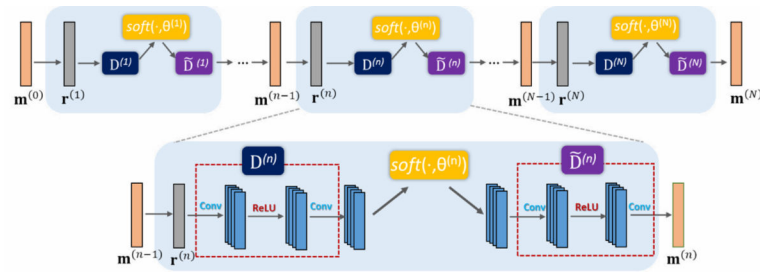 soft(·,θ⁽¹⁾) soft(·,θ⁽ⁿ⁾) soft(·,θ⁽ᴺ⁾)
D⁽¹⁾ D̃⁽¹⁾ ... D⁽ⁿ⁾ D̃⁽ⁿ⁾ ... D⁽ᴺ⁾ D̃⁽ᴺ⁾
m⁽⁰⁾ r⁽¹⁾ m⁽ⁿ⁻¹⁾ r⁽ⁿ⁾ m⁽ᴺ⁻¹⁾ r⁽ᴺ⁾ m⁽ᴺ⁾
D⁽ⁿ⁾ soft(·,θ⁽ⁿ⁾) D̃⁽ⁿ⁾
Conv ReLU Conv Conv ReLU Conv
m⁽ⁿ⁻¹⁾ r⁽ⁿ⁾ m⁽ⁿ⁾